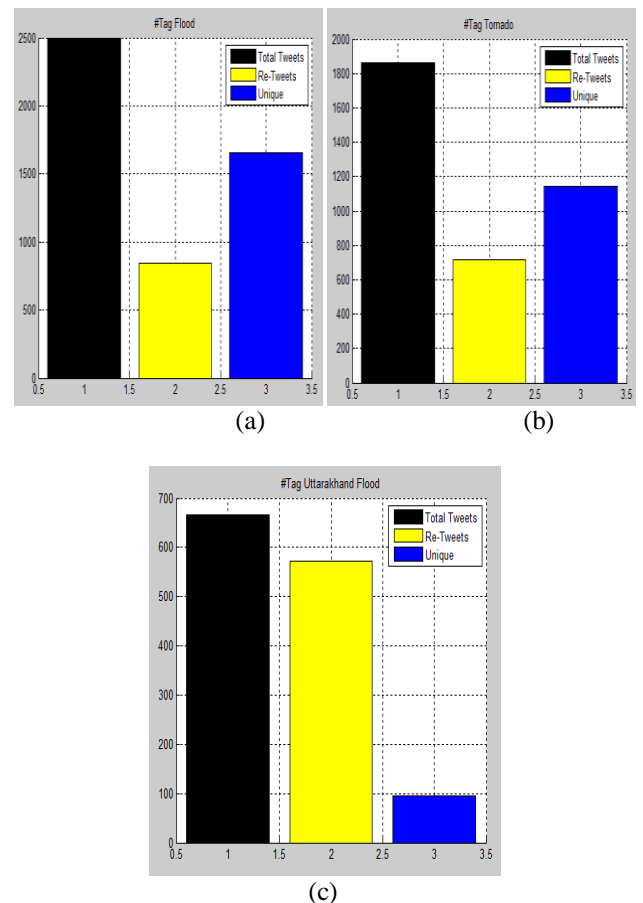 #Tag Flood
2500
2000
1500
1000
500
0
0.5 1 1.5 2 2.5 3 3.5
Total Tweets
Re-Tweets
Unique
(a)
#Tag Tornado
2000
1800
1600
1400
1200
1000
800
600
400
200
0
0.5 1 1.5 2 2.5 3 3.5
Total Tweets
Re-Tweets
Unique
(b)
#Tag Uttarakhand Flood
700
600
500
400
300
200
100
0
0.5 1 1.5 2 2.5 3 3.5
Total Tweets
Re-Tweets
Unique
(c)